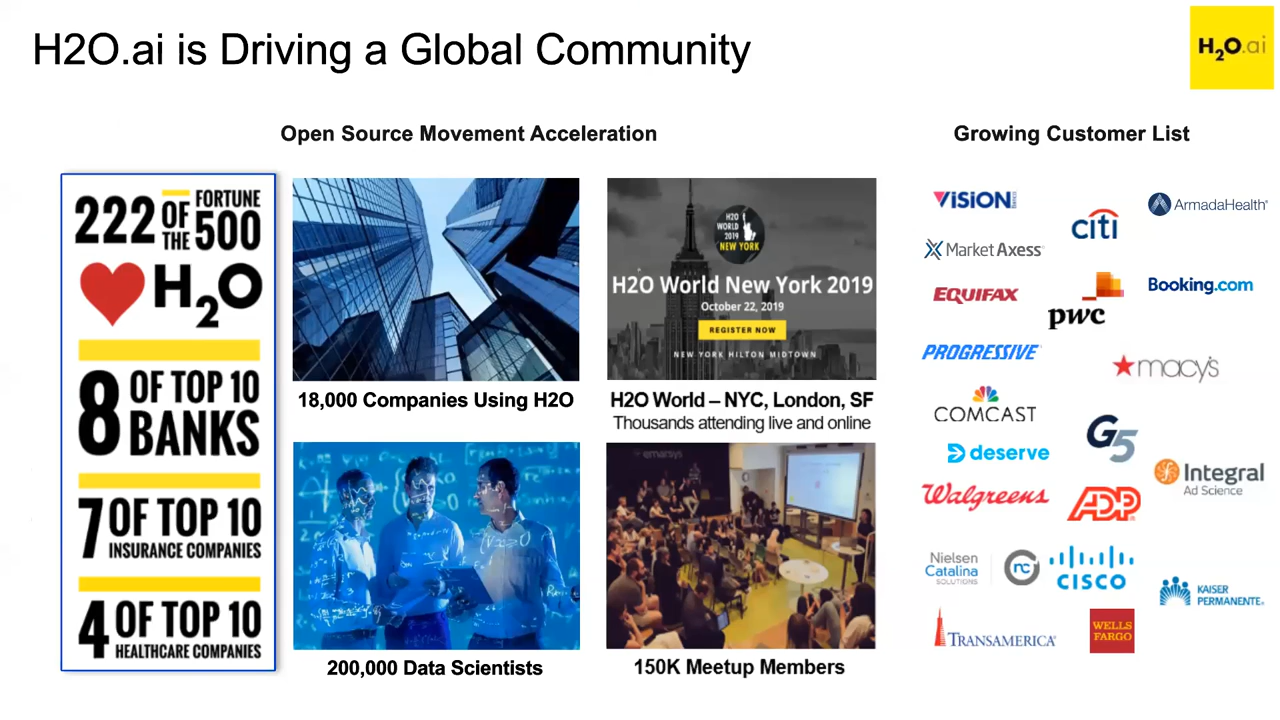 H2O.ai is Driving a Global Community
H2O.ai
Open Source Movement Acceleration
Growing Customer List
222 OF THE FORTUNE 500
H2O
8 OF TOP 10 BANKS
7 OF TOP 10 INSURANCE COMPANIES
4 OF TOP 10 HEALTHCARE COMPANIES
18,000 Companies Using H2O
H2O
WORLD
2019
NEW YORK
H2O World New York 2019
October 22, 2019
REGISTER NOW
NEW YORK HILTON MIDTOWN
H2O World – NYC, London, SF
Thousands attending live and online
200,000 Data Scientists
emarsys
150K Meetup Members
VISION
citi
ArmadaHealth
MarketAxess
EQUIFAX
pwc
Booking.com
PROGRESSIVE
macy's
COMCAST
G5
deserve
Integral
Ad Science
Walgreens
ADP
Nielsen
Catalina
SOLUTIONS
nc
CISCO
KAISER
PERMANENTE
TRANSAMERICA
WELLS
FARGO